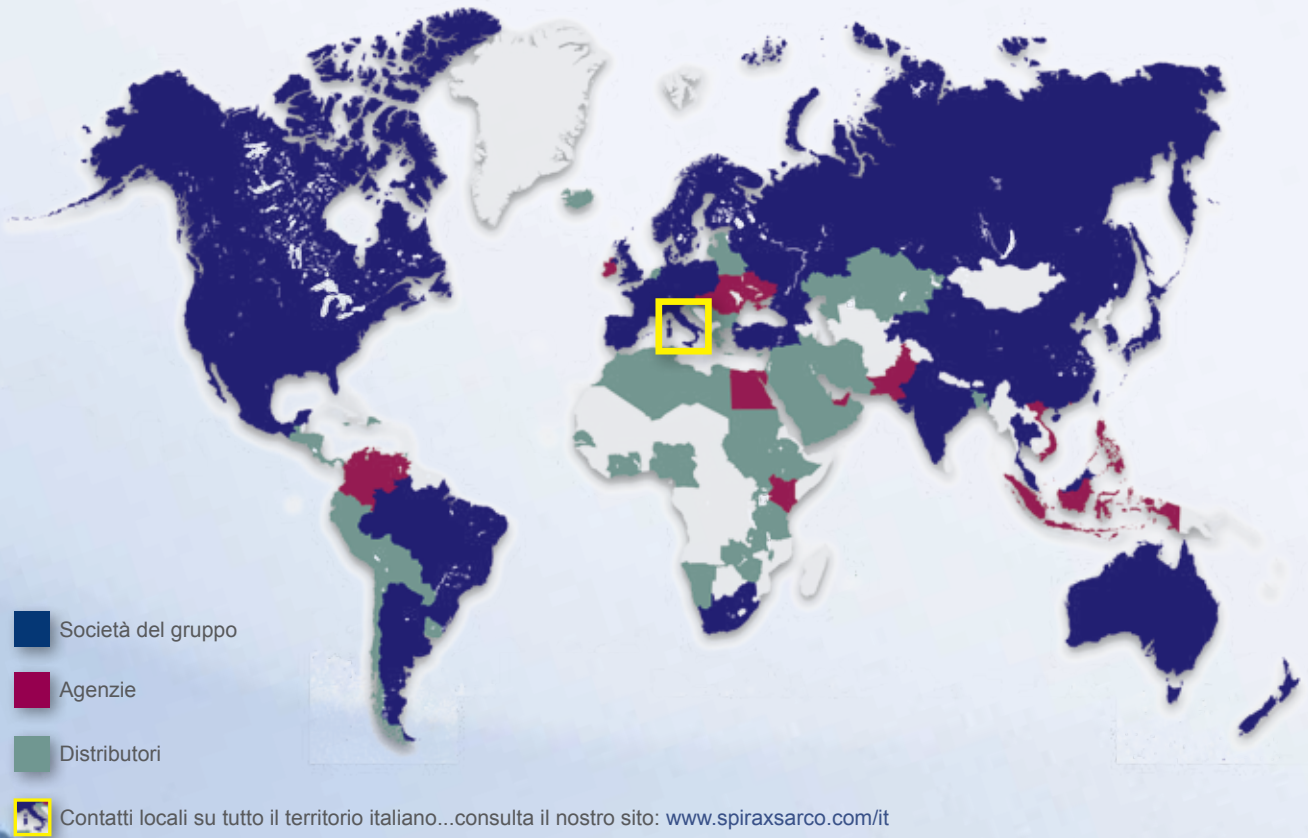 Società del gruppo
Agenzie
Distributori
Contatti locali su tutto il territorio italiano...consulta il nostro sito: www.spiraxsarco.com/it